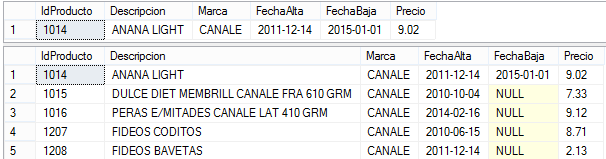 IdProducto Descripcion Marca FechaAlta FechaBaja Precio
1 1014 ANANA LIGHT CANALE 2011-12-14 2015-01-01 9.02
IdProducto Descripcion Marca FechaAlta FechaBaja Precio
1 1014 ANANA LIGHT CANALE 2011-12-14 2015-01-01 9.02
2 1015 DULCE DIET MEMBRILL CANALE FRA 610 GRM CANALE 2010-10-04 NULL 7.33
3 1016 PERAS E/MITADES CANALE LAT 410 GRM CANALE 2014-02-16 NULL 9.12
4 1207 FIDEOS CODITOS CANALE 2010-06-15 NULL 8.71
5 1208 FIDEOS BAVETAS CANALE 2011-12-14 NULL 2.13